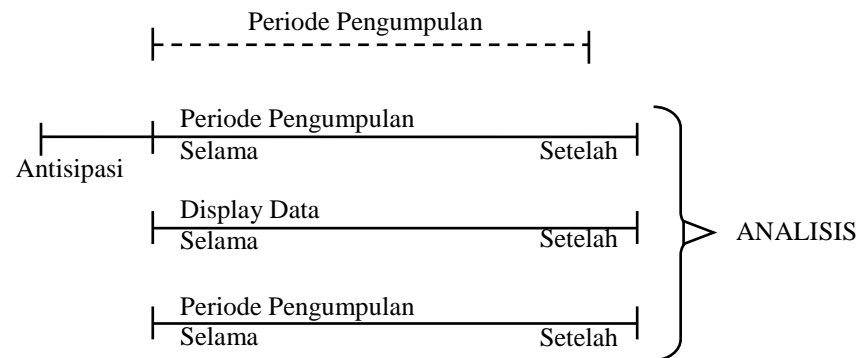 Periode Pengumpulan
Periode Pengumpulan
Selama Setelah
Antisipasi
Display Data
Selama Setelah
ANALISIS
Periode Pengumpulan
Selama Setelah